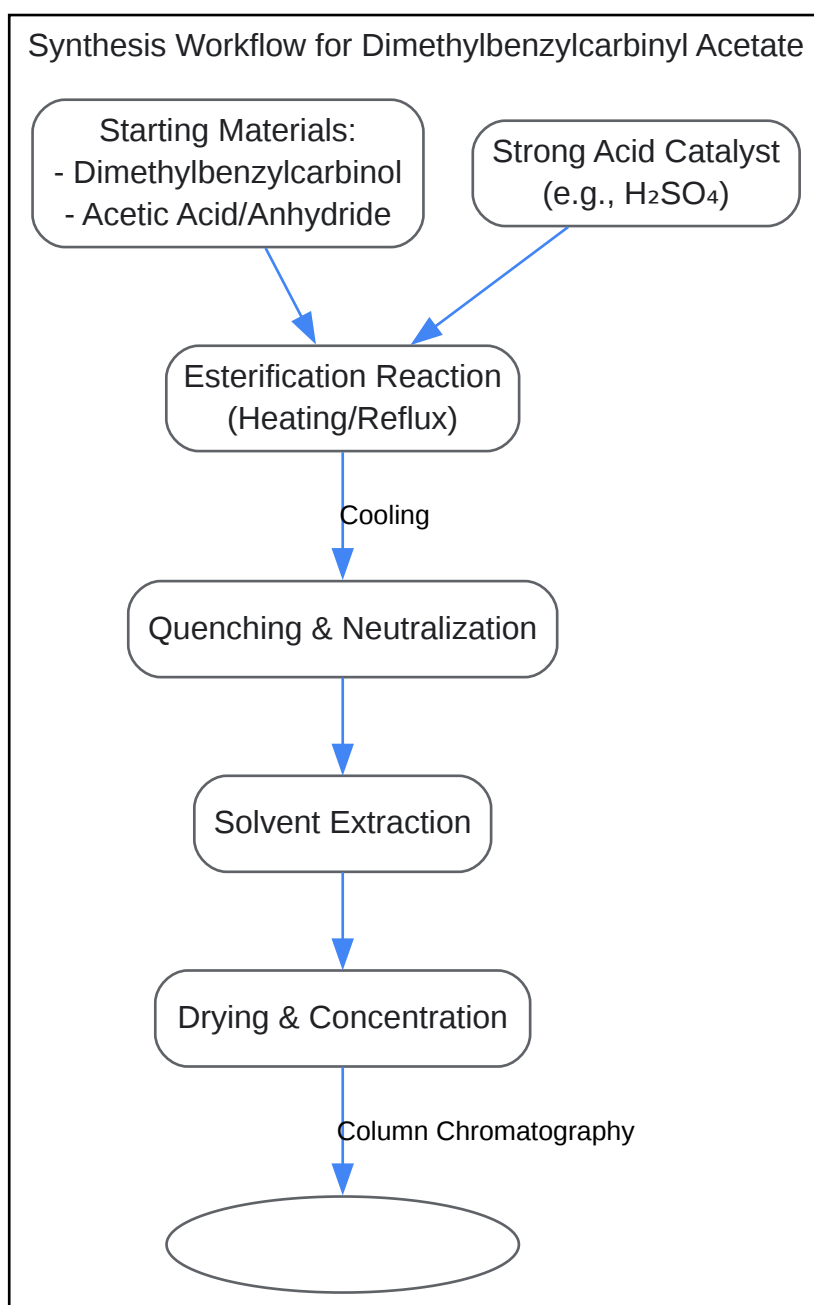 Synthesis Workflow for Dimethylbenzylcarbinyl Acetate
Starting Materials:
- Dimethylbenzylcarbinol
- Acetic Acid/Anhydride
Strong Acid Catalyst
(e.g., H₂SO₄)
Esterification Reaction
(Heating/Reflux)
Cooling
Quenching & Neutralization
Solvent Extraction
Drying & Concentration
Column Chromatography